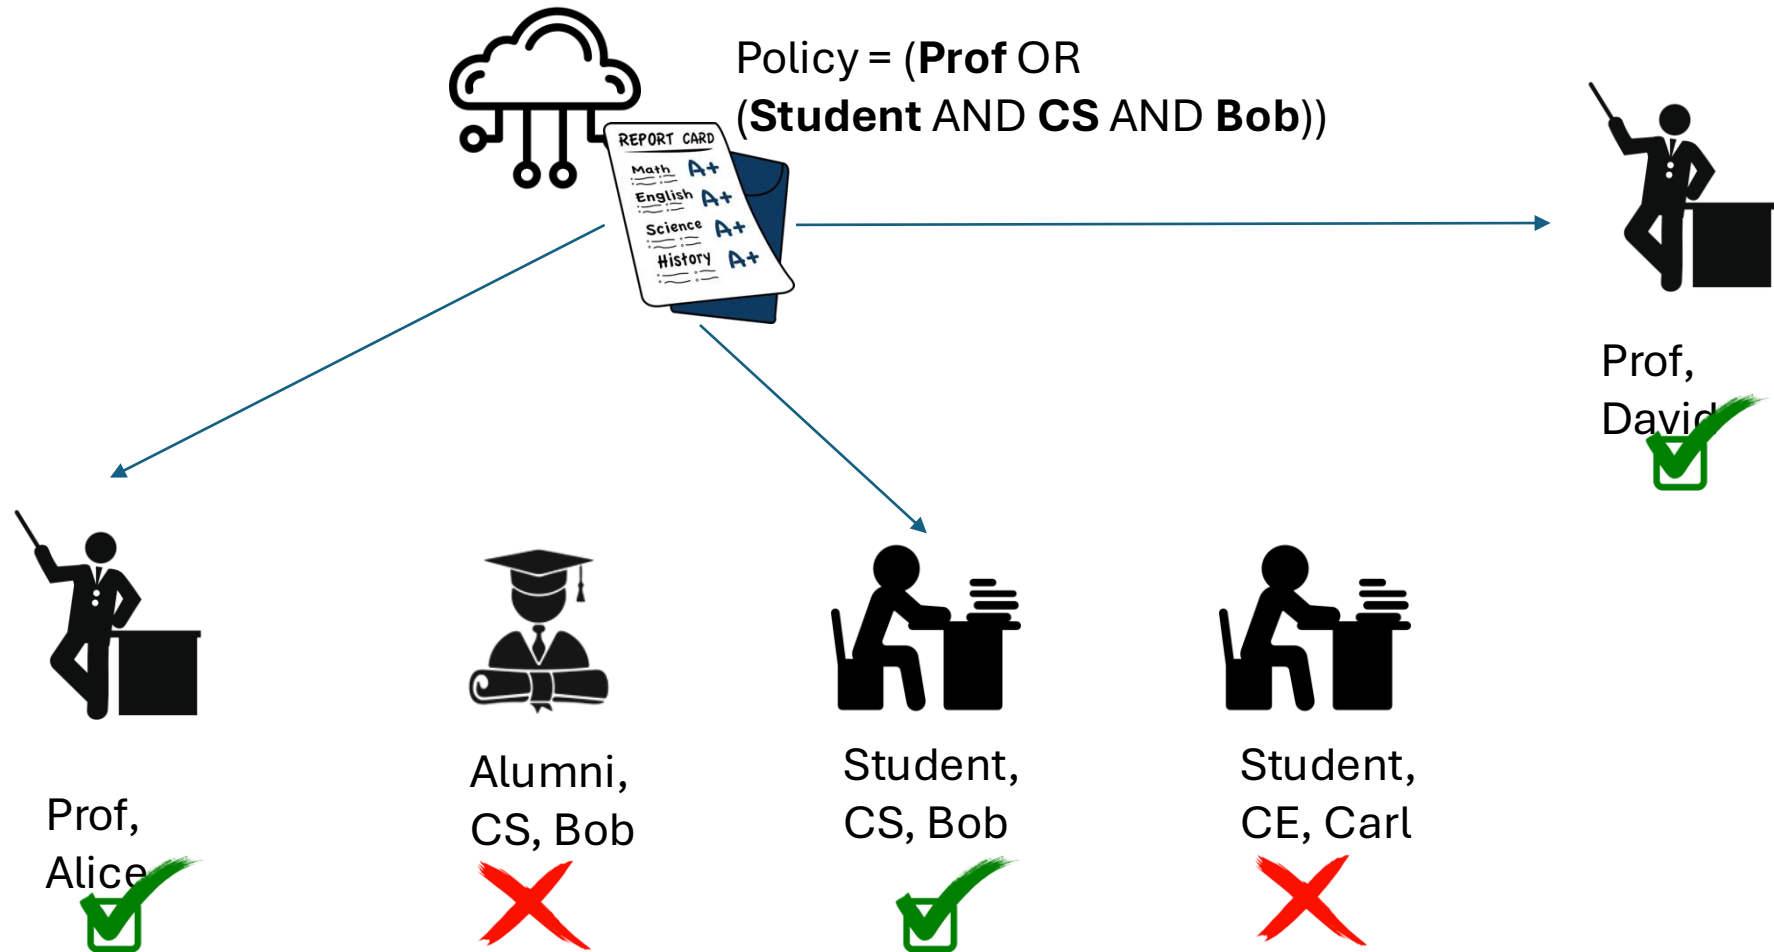 Policy = (Prof OR
(Student AND CS AND Bob))
REPORT CARD
Math A+
English A+
Science A+
History A+
Prof,
David
Prof,
Alice
Alumni,
CS, Bob
Student,
CS, Bob
Student,
CE, Carl